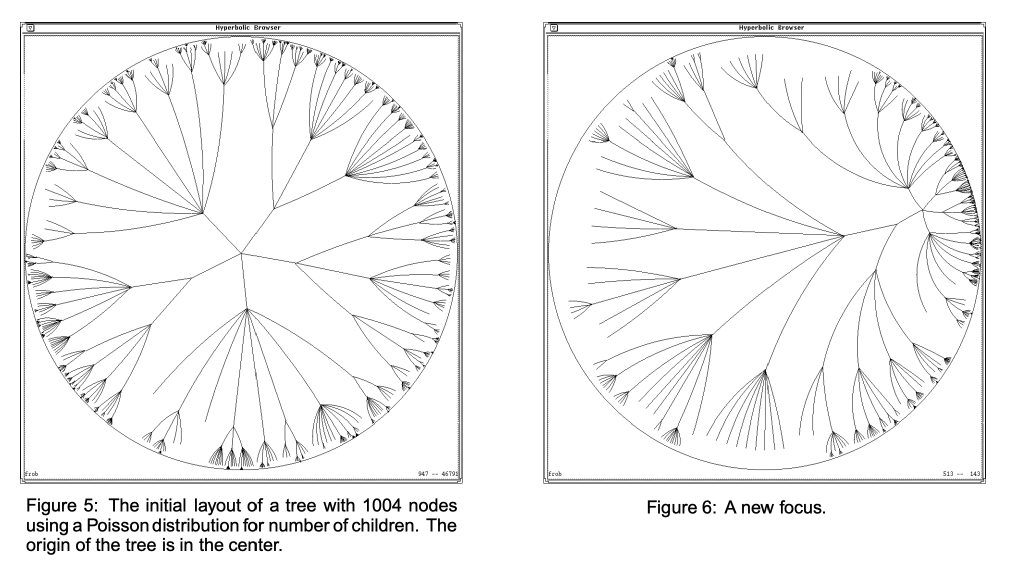 Hyperbolic Browser
frob
947 -- 46791
Figure 5: The initial layout of a tree with 1004 nodes
using a Poisson distribution for number of children. The
origin of the tree is in the center.
Hyperbolic Browser
frob
513 -- 143
Figure 6: A new focus.